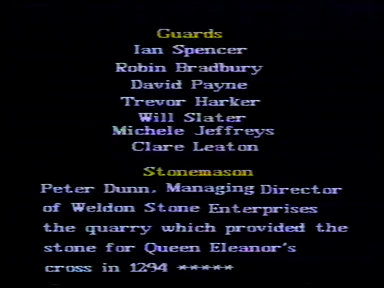 Guards
Ian Spencer
Robin Bradbury
David Payne
Trevor Harker
Will Slater
Michele Jeffreys
Clare Leaton
Stonemason
Peter Dunn, Managing Director
of Weldon Stone Enterprises
the quarry which provided the
stone for Queen Eleanor's
cross in 1294 *****